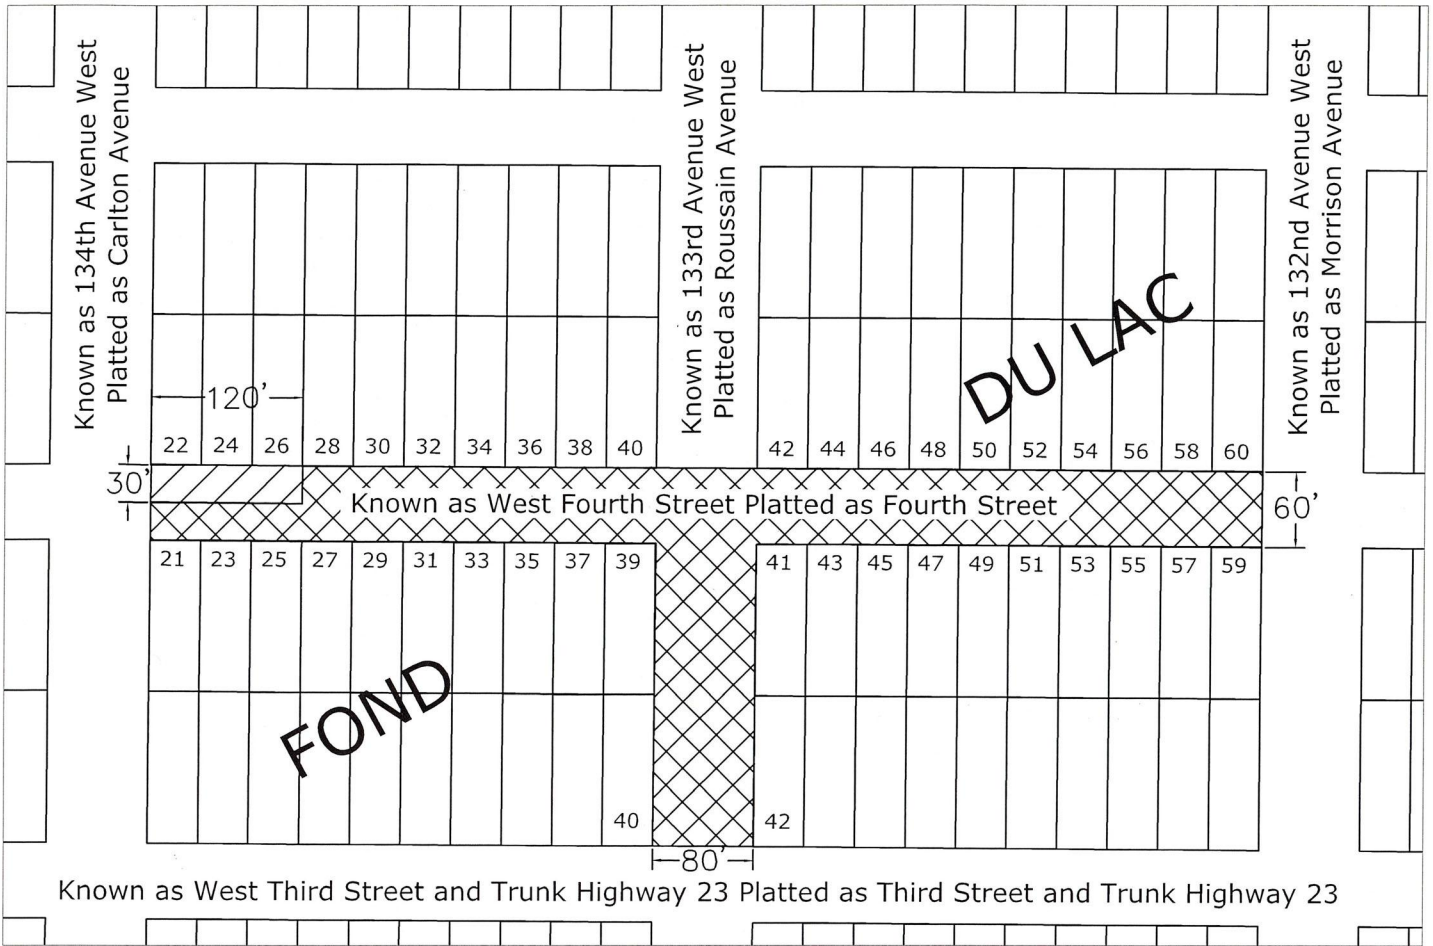 Known as 134th Avenue West
Platted as Carlton Avenue
Known as 133rd Avenue West
Platted as Roussain Avenue
Known as 132nd Avenue West
Platted as Morrison Avenue
DU LAC
120'
22 24 26 28 30 32 34 36 38 40 42 44 46 48 50 52 54 56 58 60
30'
Known as West Fourth Street Platted as Fourth Street
60'
21 23 25 27 29 31 33 35 37 39 41 43 45 47 49 51 53 55 57 59
FOND
40 42
80'
Known as West Third Street and Trunk Highway 23 Platted as Third Street and Trunk Highway 23